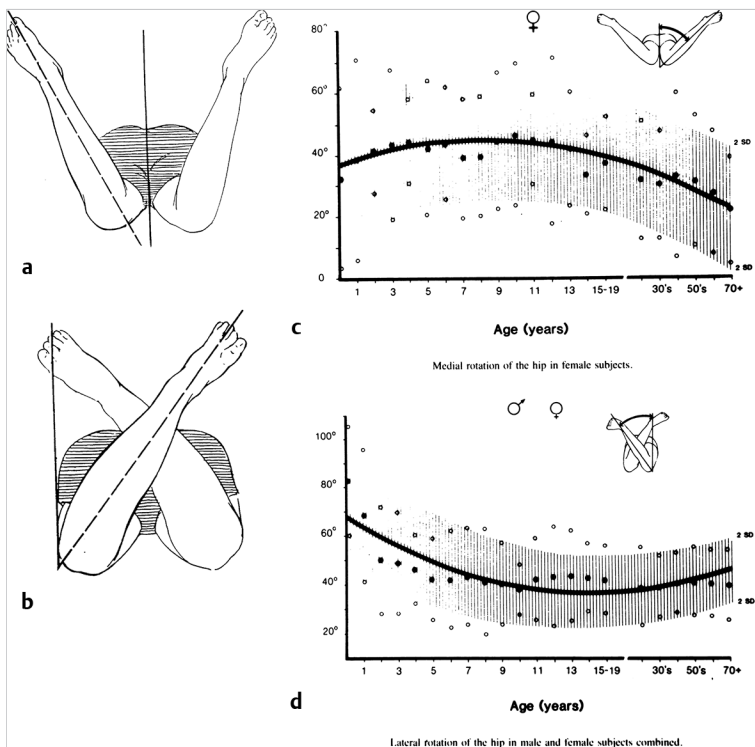 a
c
80°
60°
40°
20°
0
1 3 5 7 9 11 13 15-19 30's 50's 70+
2 SD
2 SD
Age (years)
Medial rotation of the hip in female subjects.
b
d
100°
80°
60°
40°
20°
1 3 5 7 9 11 13 15-19 30's 50's 70+
2 SD
2 SD
Age (years)
Lateral rotation of the hip in male and female subjects combined.